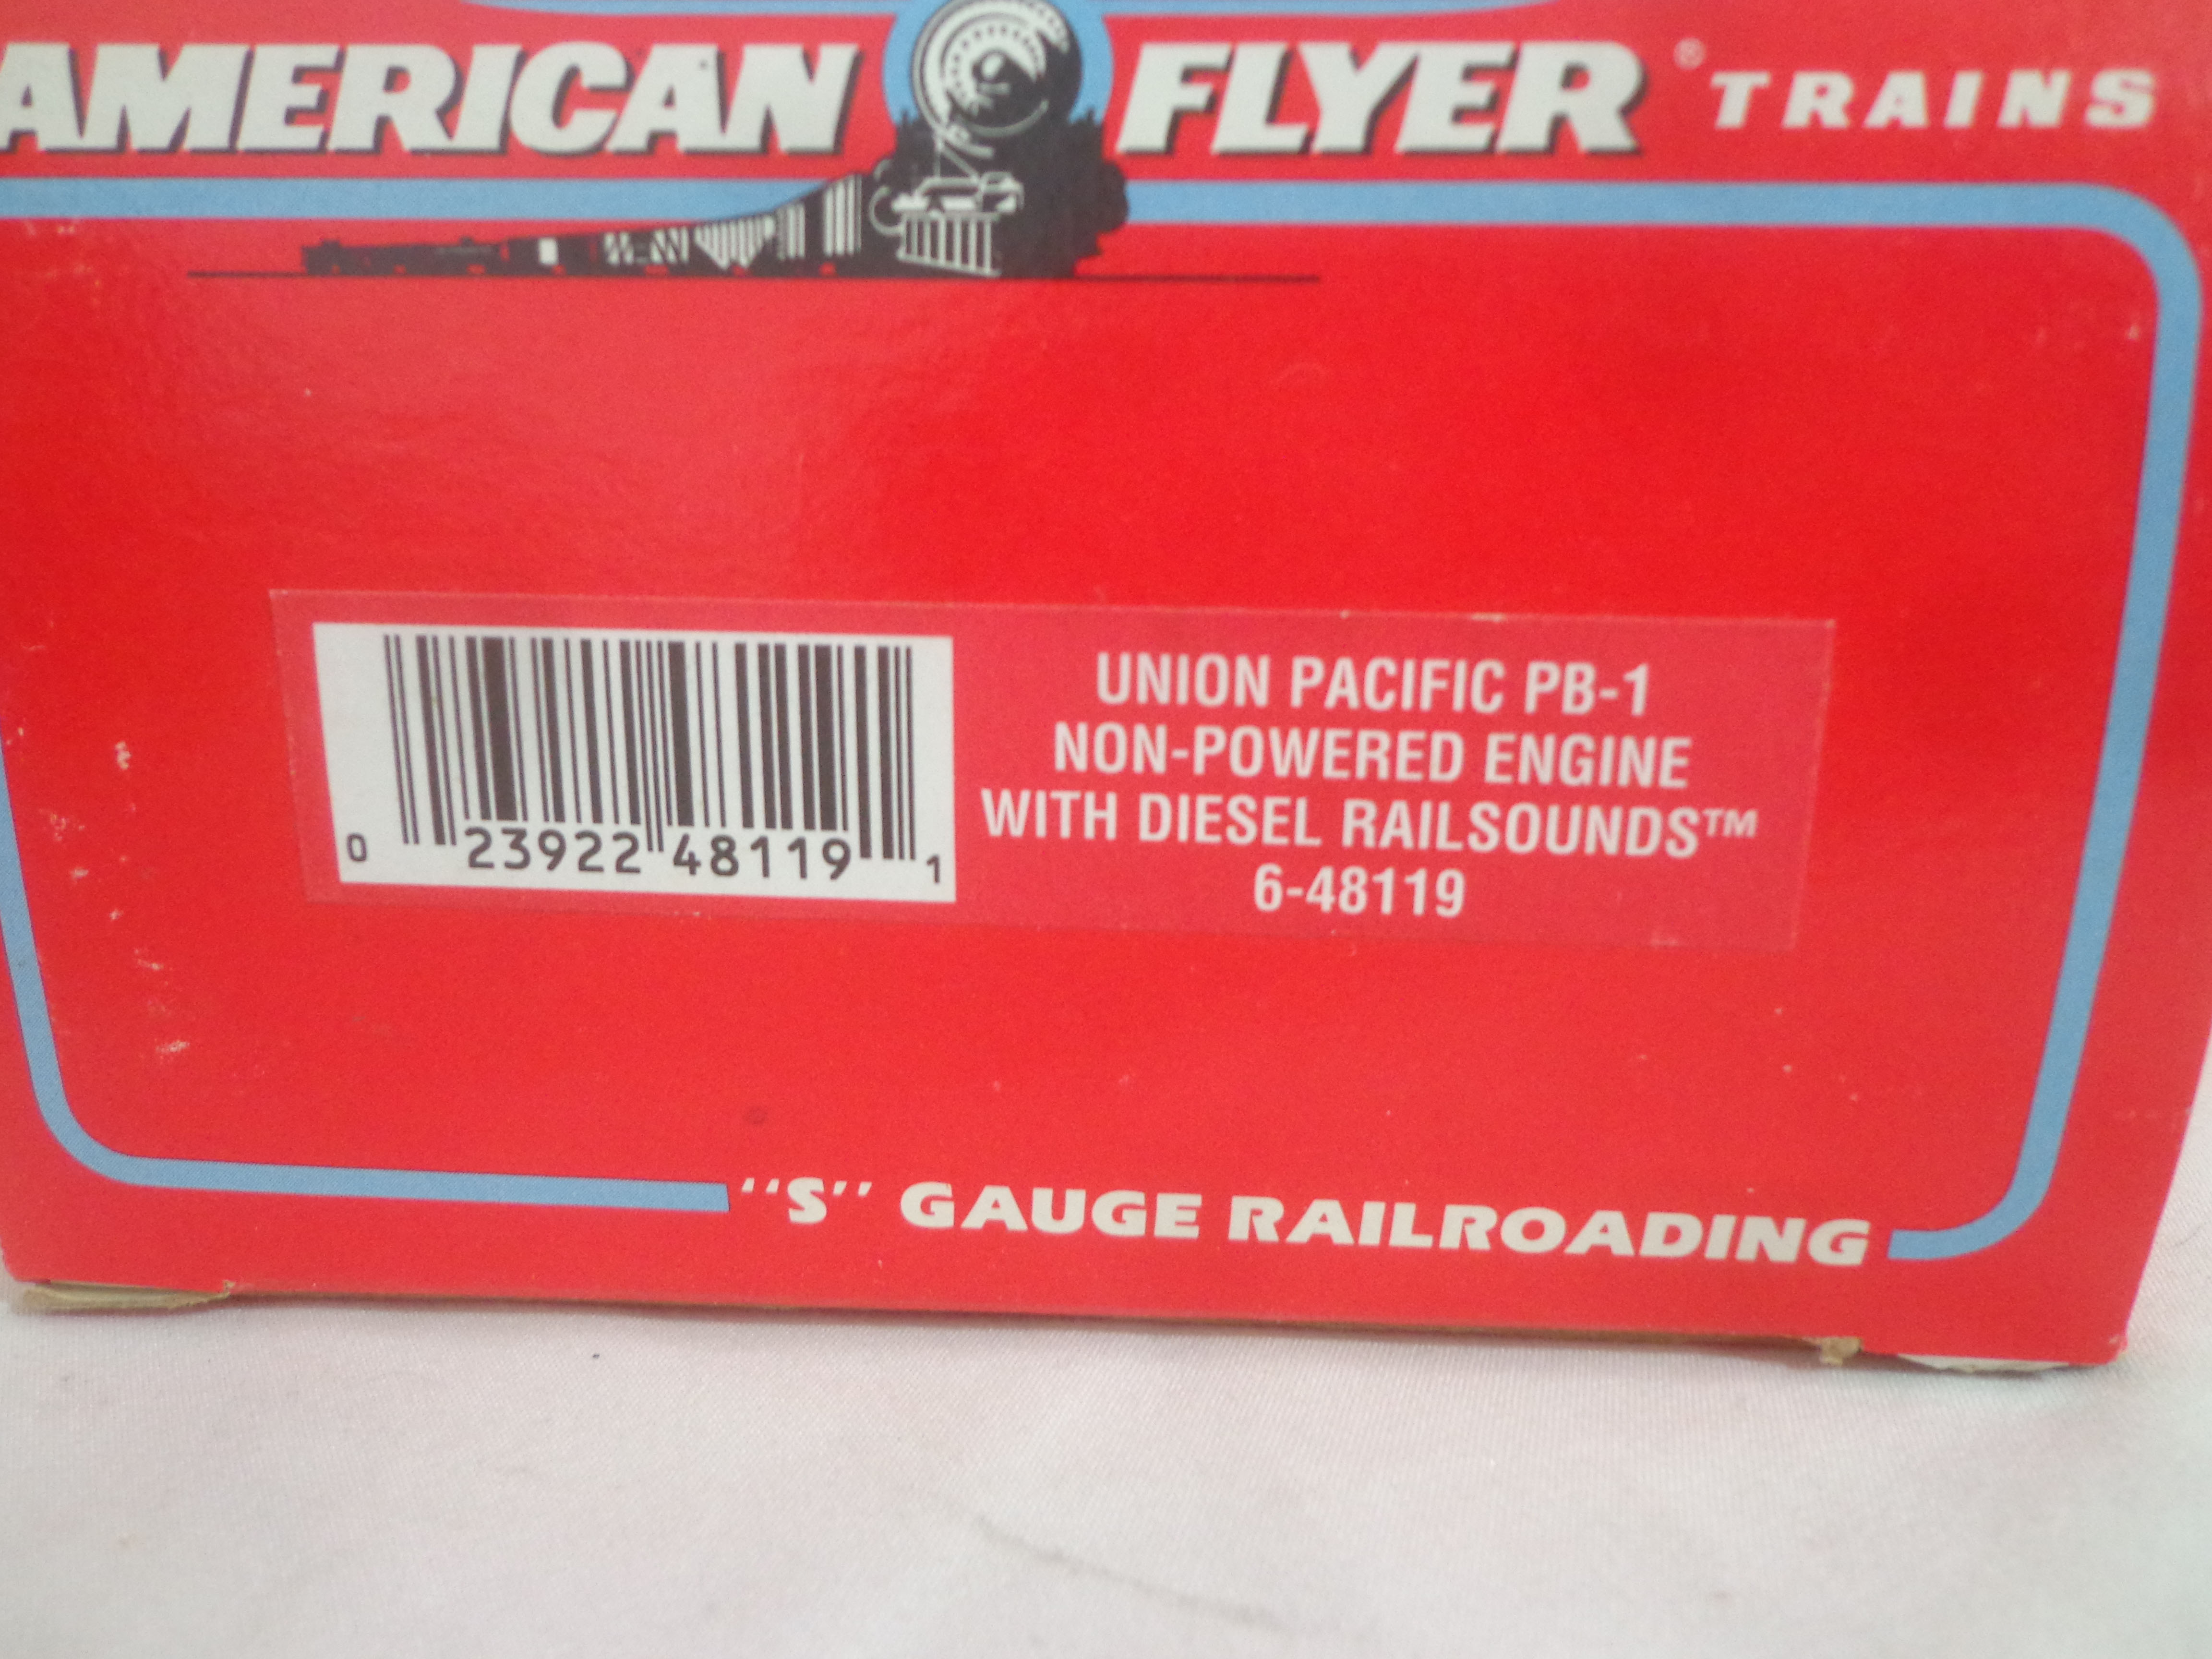 AMERICAN FLYER® TRAINS
UNION PACIFIC PB-1
NON-POWERED ENGINE
WITH DIESEL RAILSOUNDS™
6-48119
0 23922 48119 1
"S" GAUGE RAILROADING